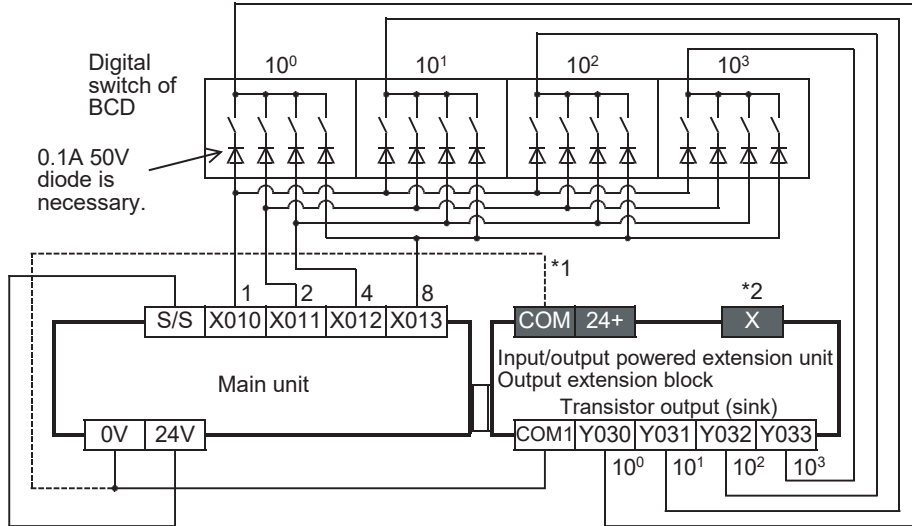 Digital
switch of
BCD
10⁰ 10¹ 10² 10³
0.1A 50V
diode is
necessary.
*1
1 2 4 8
*2
S/S X010 X011 X012 X013
COM 24+ X
Main unit
Input/output powered extension unit
Output extension block
Transistor output (sink)
0V 24V
COM1 Y030 Y031 Y032 Y033
10⁰ 10¹ 10² 10³